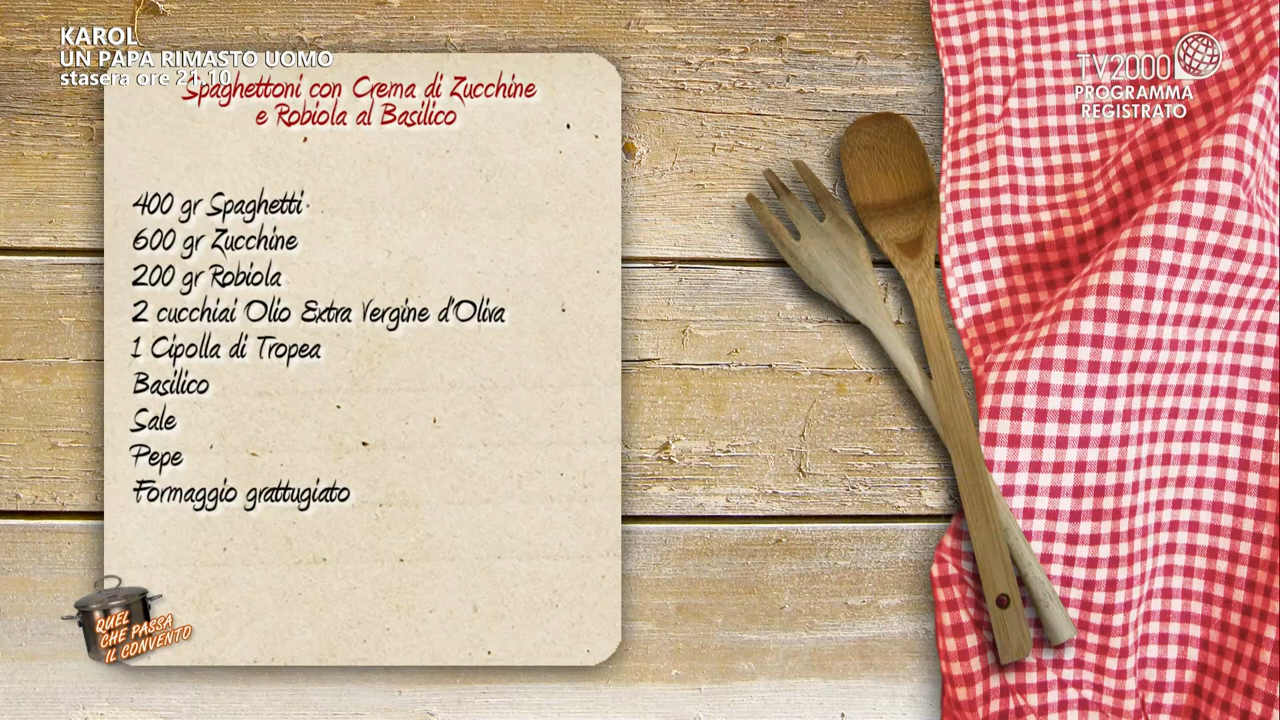 KAROL
UN PAPA RIMASTO UOMO
stasera ore 21.10
TV2000
PROGRAMMA
REGISTRATO
Spaghettoni con Crema di Zucchine
e Robiola al Basilico
400 gr Spaghetti
600 gr Zucchine
200 gr Robiola
2 cucchiai Olio Extra Vergine d'Oliva
1 Cipolla di Tropea
Basilico
Sale
Pepe
Formaggio grattugiato
QUEL
CHE PASSA
IL CONVENTO